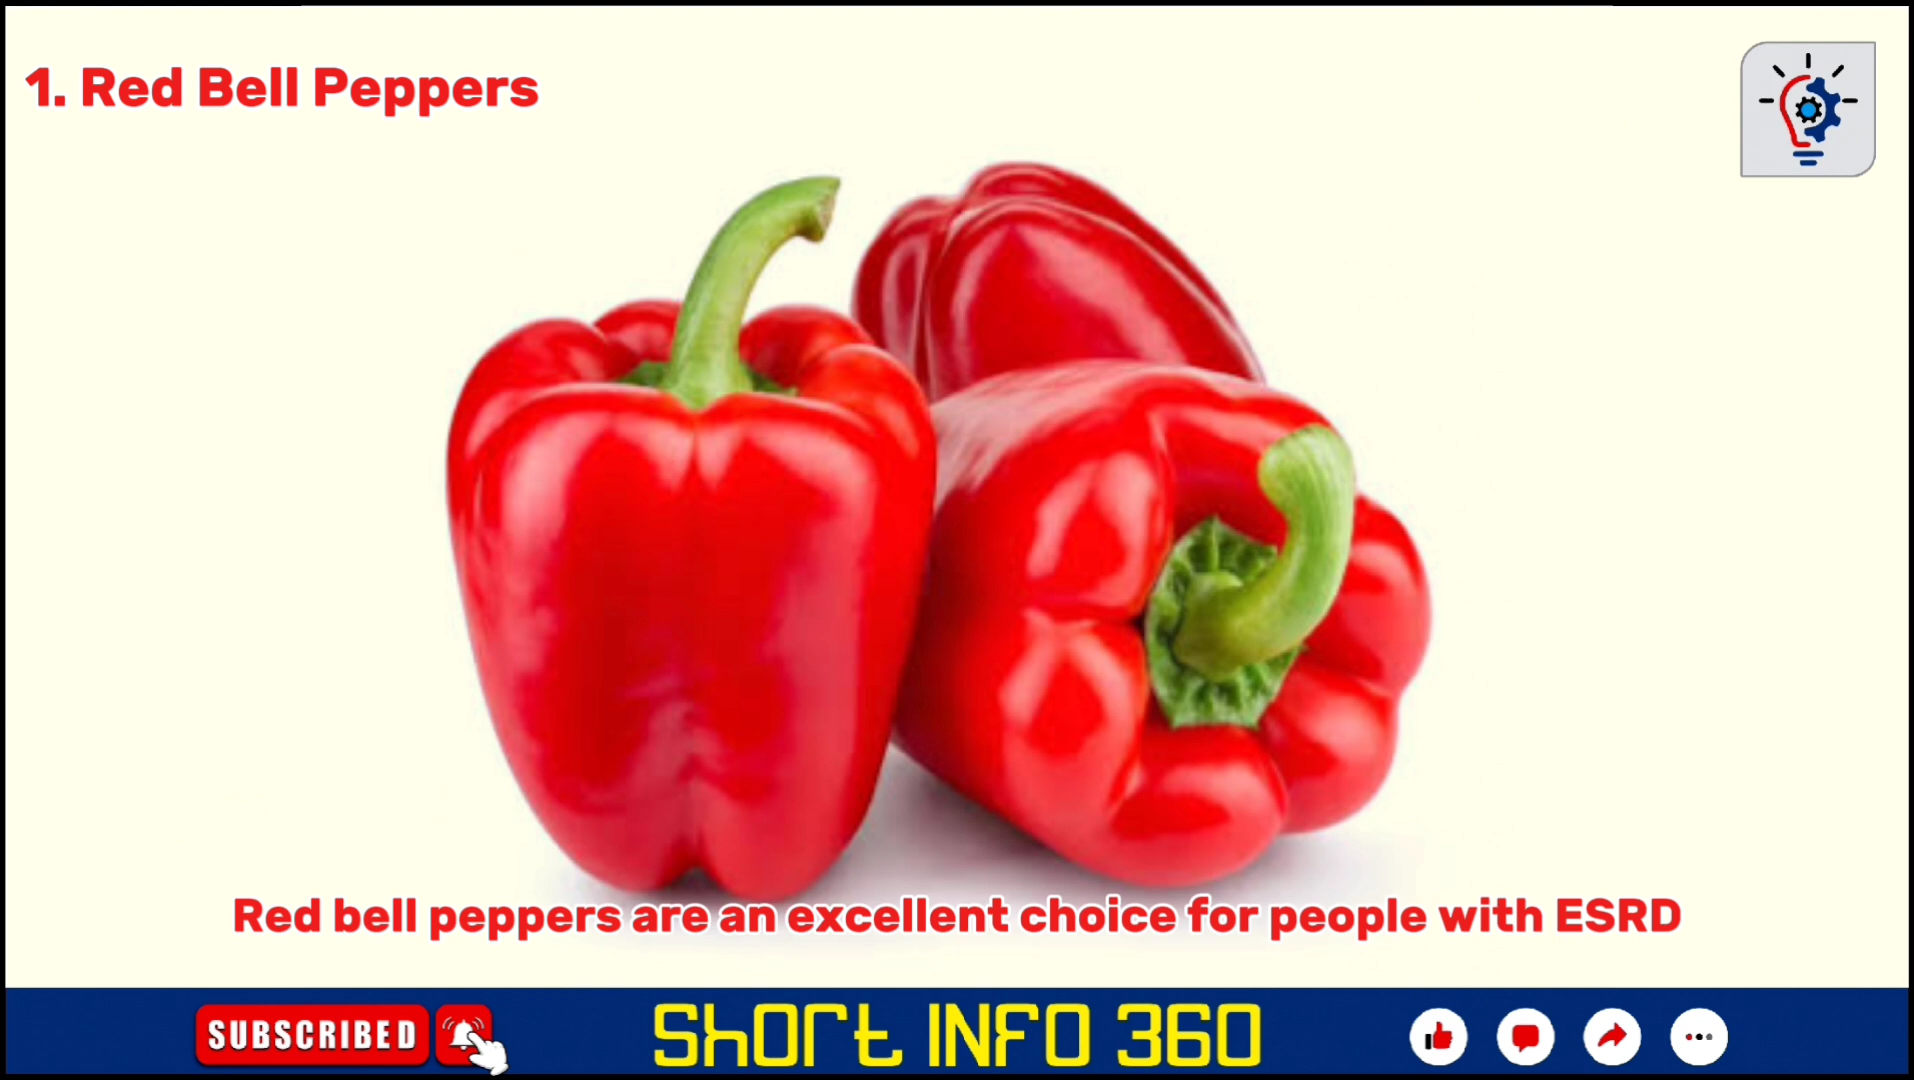 1. Red Bell Peppers
Red bell peppers are an excellent choice for people with ESRD
SUBSCRIBED
Short INFO 360